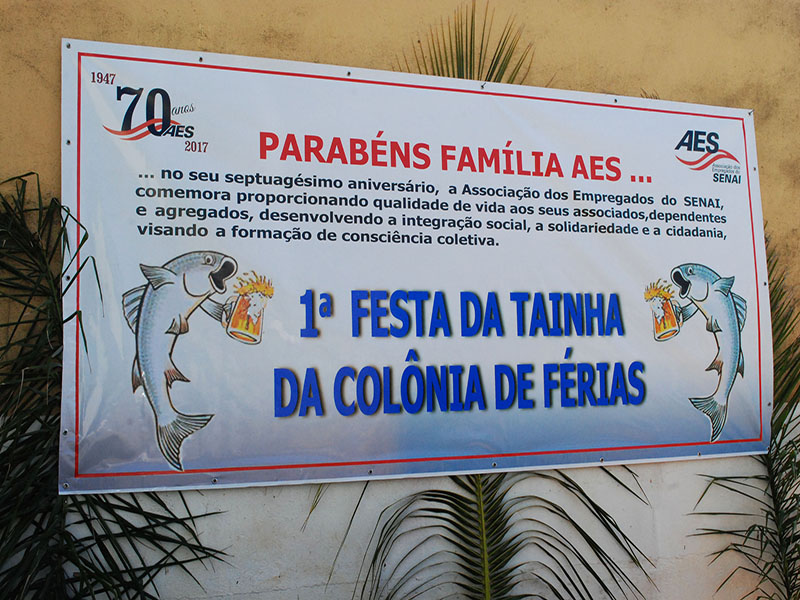 1947
70 anos
AES
2017
AES
Associação dos
Empregados do
SENAI
PARABÉNS FAMÍLIA AES ...
... no seu septuagésimo aniversário, a Associação dos Empregados do SENAI,
comemora proporcionando qualidade de vida aos seus associados,dependentes
e agregados, desenvolvendo a integração social, a solidariedade e a cidadania,
visando a formação de consciência coletiva.
1ª FESTA DA TAINHA
DA COLÔNIA DE FÉRIAS